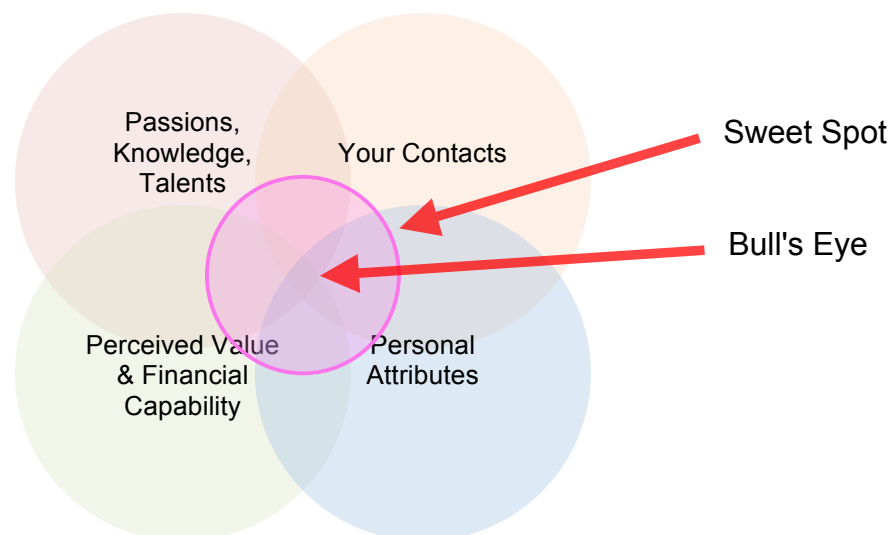 Passions,
Knowledge,
Talents
Your Contacts
Sweet Spot
Bull's Eye
Perceived Value
& Financial
Capability
Personal
Attributes